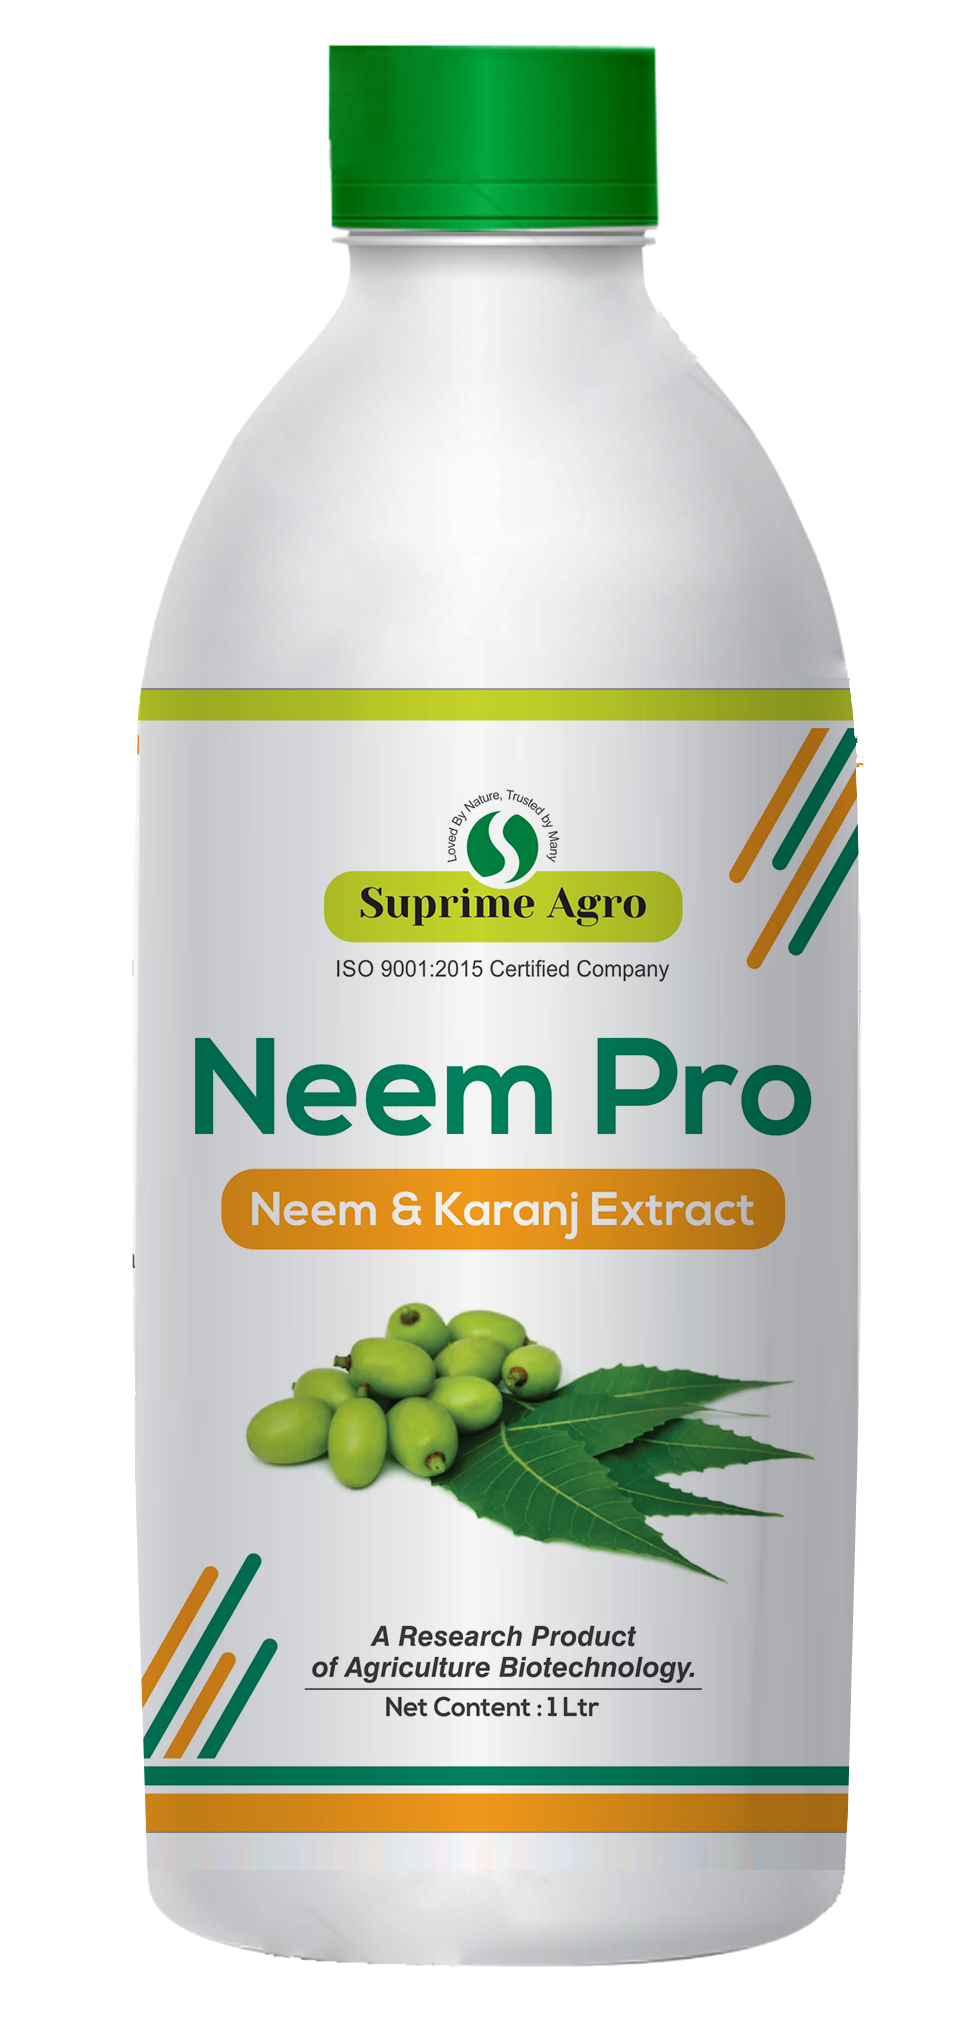 Loved By Nature, Trusted by Many
Suprime Agro
ISO 9001:2015 Certified Company
Neem Pro
Neem & Karanj Extract
A Research Product
of Agriculture Biotechnology.
Net Content : 1 Ltr